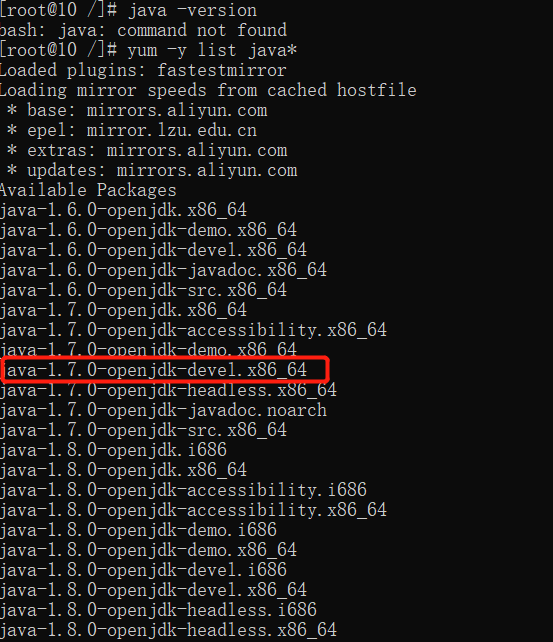 [root@10 /]# java -version
bash: java: command not found
[root@10 /]# yum -y list java*
Loaded plugins: fastestmirror
Loading mirror speeds from cached hostfile
 * base: mirrors.aliyun.com
 * epel: mirror.lzu.edu.cn
 * extras: mirrors.aliyun.com
 * updates: mirrors.aliyun.com
Available Packages
java-1.6.0-openjdk.x86_64
java-1.6.0-openjdk-demo.x86_64
java-1.6.0-openjdk-devel.x86_64
java-1.6.0-openjdk-javadoc.x86_64
java-1.6.0-openjdk-src.x86_64
java-1.7.0-openjdk.x86_64
java-1.7.0-openjdk-accessibility.x86_64
java-1.7.0-openjdk-demo.x86_64
java-1.7.0-openjdk-devel.x86_64
java-1.7.0-openjdk-headless.x86_64
java-1.7.0-openjdk-javadoc.noarch
java-1.7.0-openjdk-src.x86_64
java-1.8.0-openjdk.i686
java-1.8.0-openjdk.x86_64
java-1.8.0-openjdk-accessibility.i686
java-1.8.0-openjdk-accessibility.x86_64
java-1.8.0-openjdk-demo.i686
java-1.8.0-openjdk-demo.x86_64
java-1.8.0-openjdk-devel.i686
java-1.8.0-openjdk-devel.x86_64
java-1.8.0-openjdk-headless.i686
java-1.8.0-openjdk-headless.x86_64